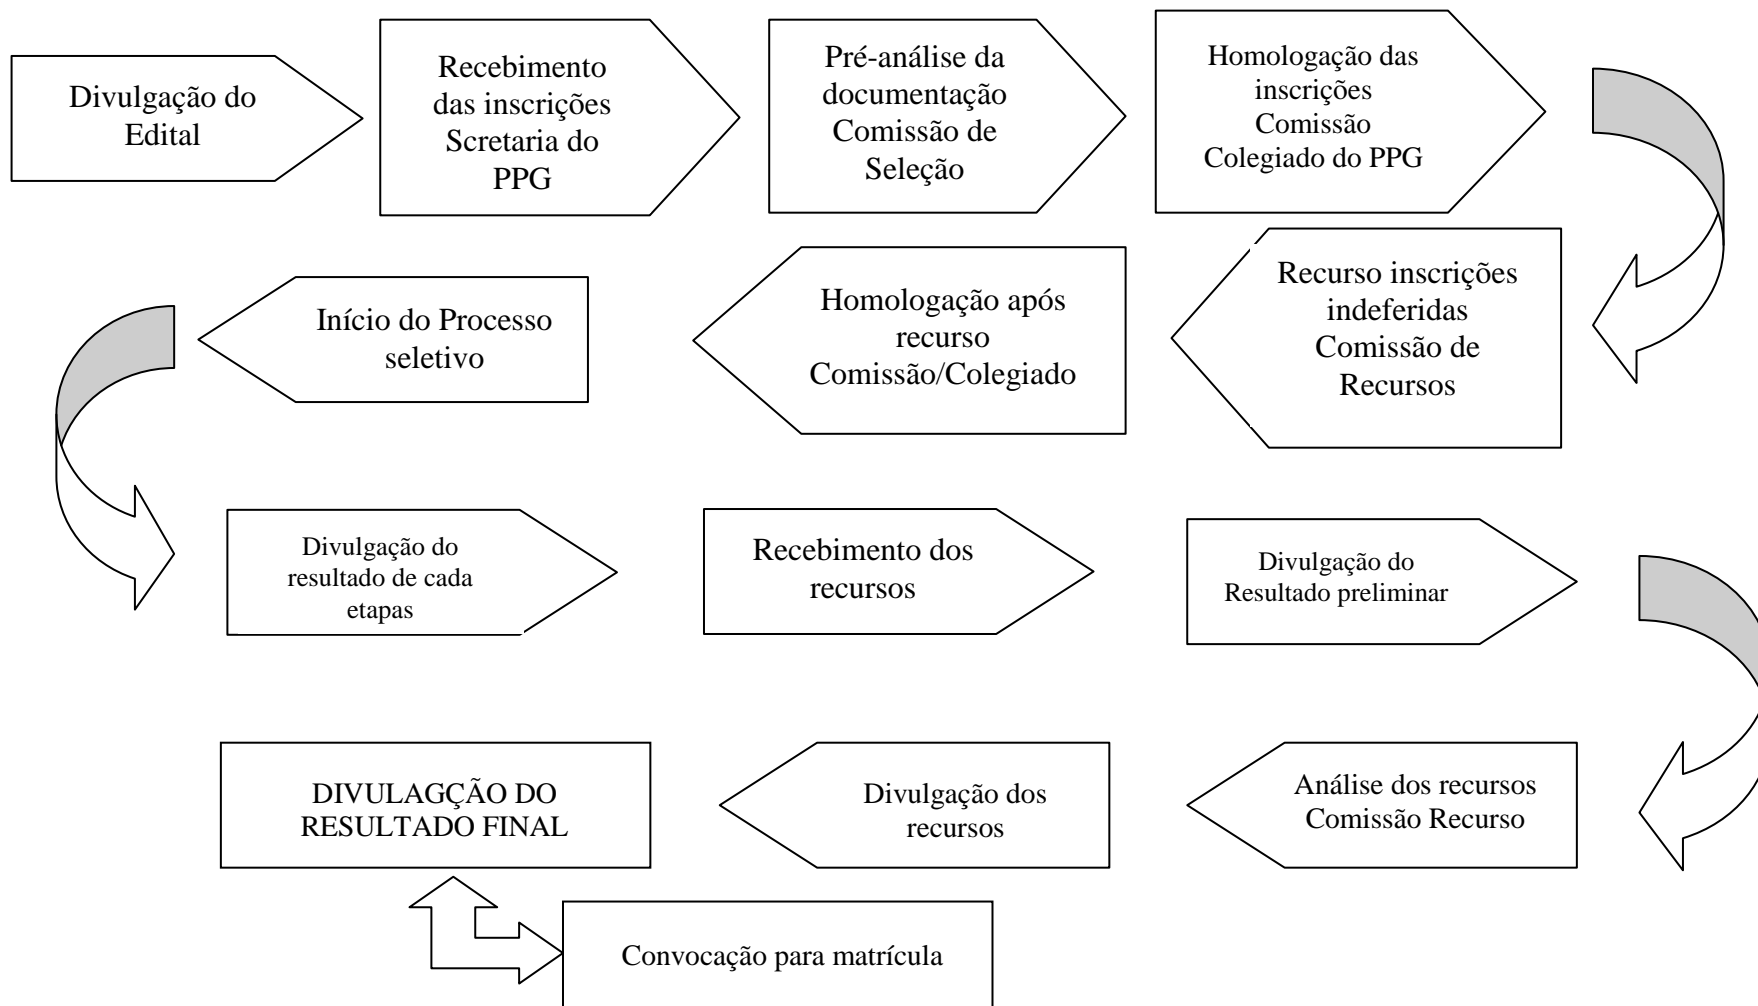 Divulgação do
Edital
Recebimento
das inscrições
Scretaria do
PPG
Pré-análise da
documentação
Comissão de
Seleção
Homologação das
inscrições
Comissão
Colegiado do PPG
Recurso inscrições
indeferidas
Comissão de
Recursos
Homologação após
recurso
Comissão/Colegiado
Início do Processo
seletivo
Divulgação do
resultado de cada
etapas
Recebimento dos
recursos
Divulgação do
Resultado preliminar
Análise dos recursos
Comissão Recurso
Divulgação dos
recursos
DIVULAGÇÃO DO
RESULTADO FINAL
Convocação para matrícula